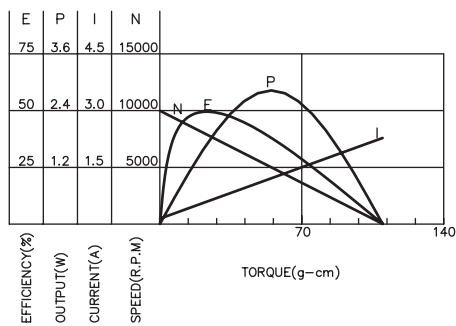 E P I N
75 3.6 4.5 15000
P
N E
50 2.4 3.0 10000
I
25 1.2 1.5 5000
70 140
EFFICIENCY(%)
OUTPUT(W)
CURRENT(A)
SPEED(R.P.M)
TORQUE(g-cm)